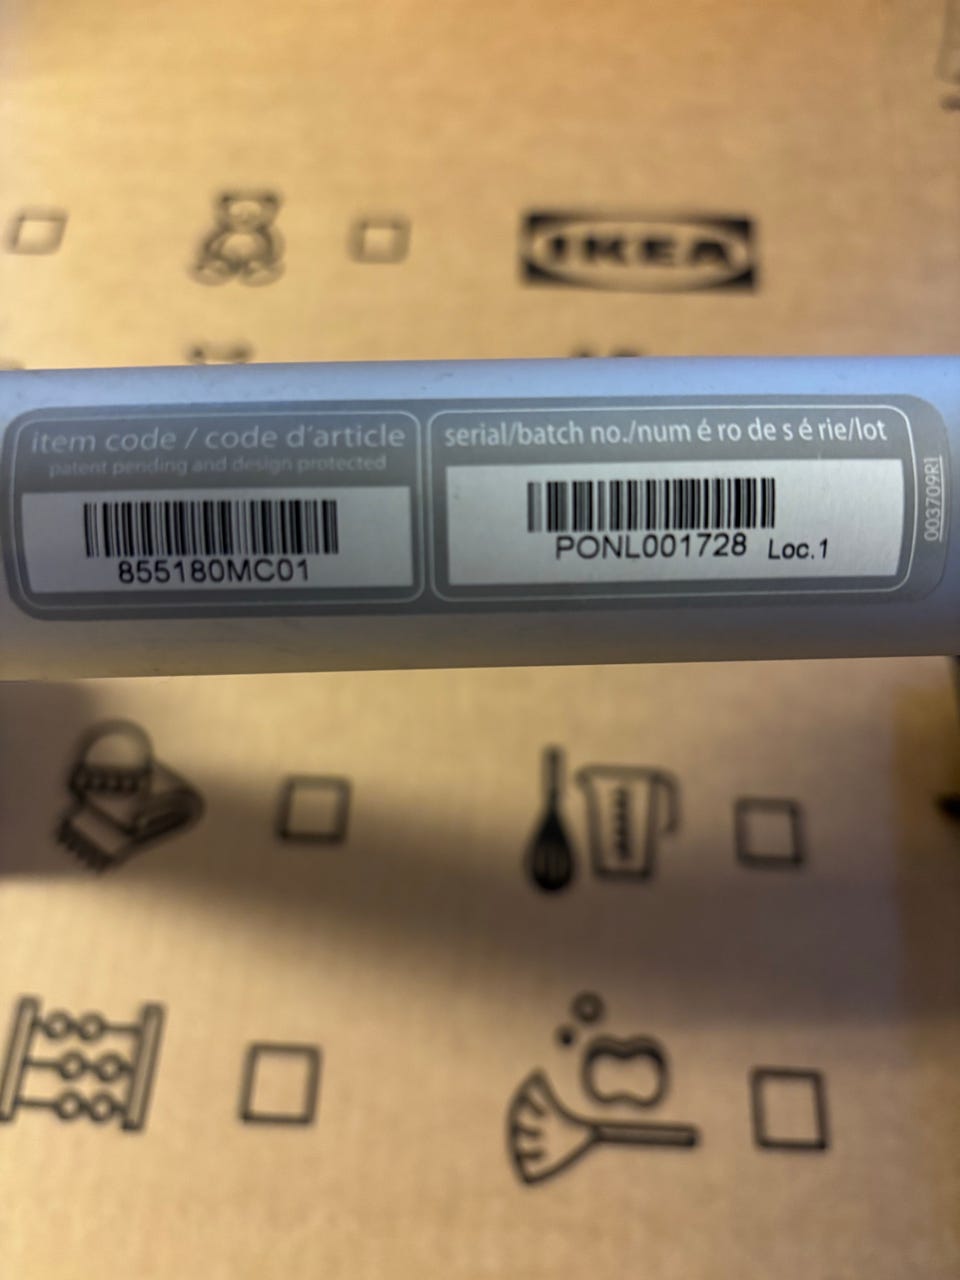 IKEA
item code / code d'article
patent pending and design protected
855180MC01
serial/batch no./num é ro de s é rie/lot
PONL001728 Loc.1
003709R1